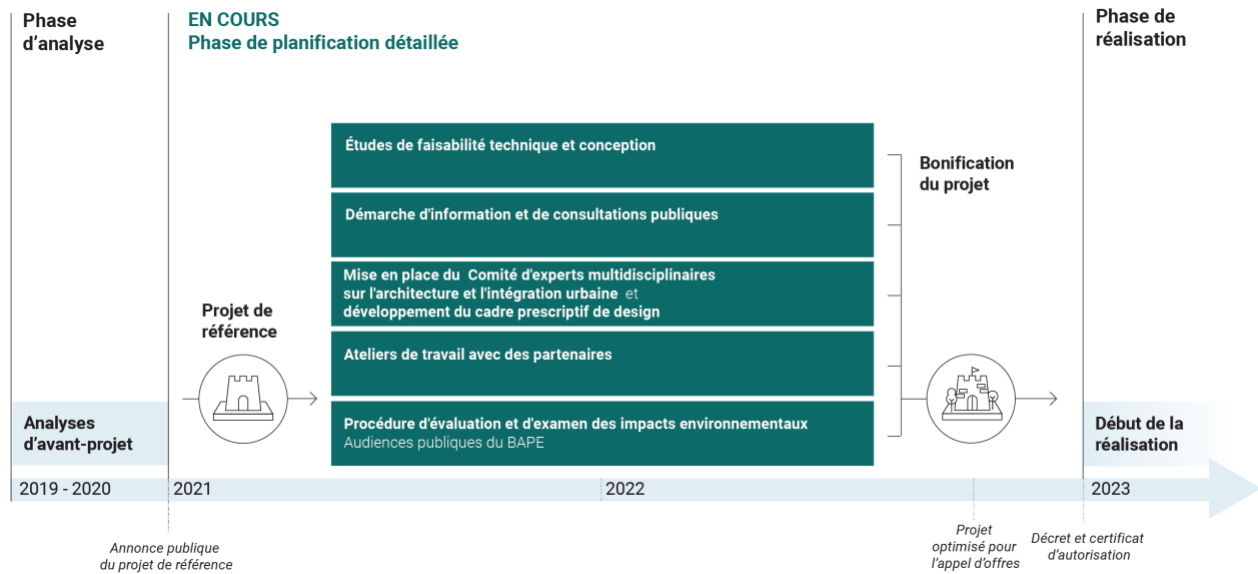 Phase
d'analyse
EN COURS
Phase de planification détaillée
Phase de
réalisation
Études de faisabilité technique et conception
Démarche d'information et de consultations publiques
Mise en place du Comité d'experts multidisciplinaires
sur l'architecture et l'intégration urbaine et
développement du cadre prescriptif de design
Ateliers de travail avec des partenaires
Procédure d'évaluation et d'examen des impacts environnementaux
Audiences publiques du BAPE
Bonification
du projet
Projet de
référence
Analyses
d'avant-projet
Début de la
réalisation
2019 - 2020
2021
2022
2023
Annonce publique
du projet de référence
Projet
optimisé pour
l'appel d'offres
Décret et certificat
d'autorisation